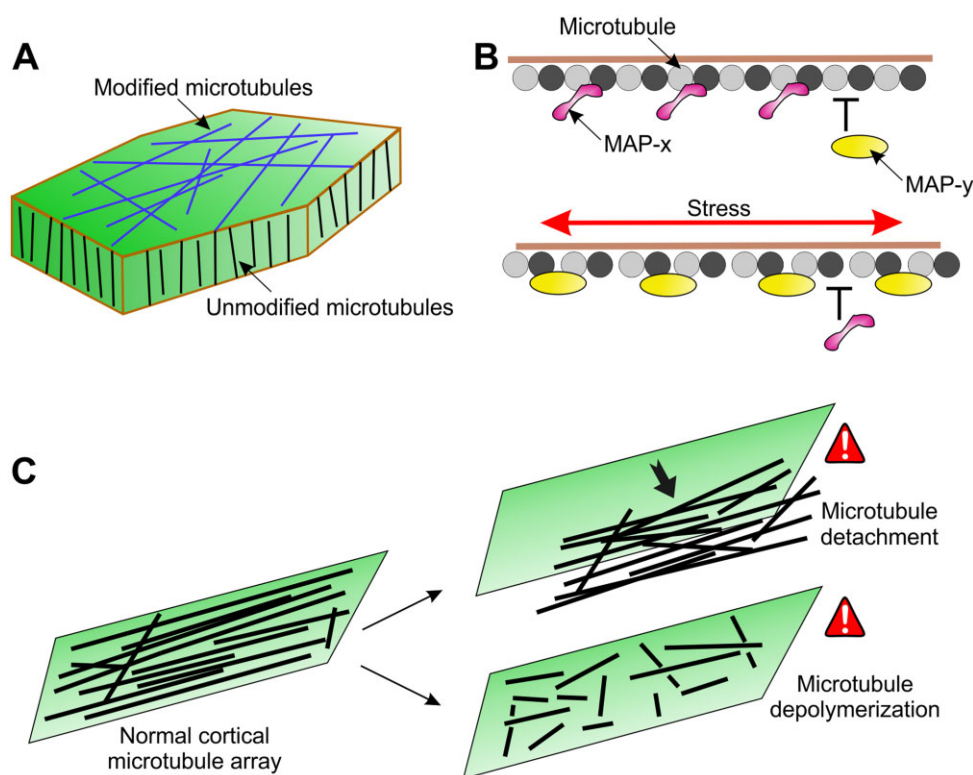 A
Modified microtubules
Unmodified microtubules
B
Microtubule
MAP-x
MAP-y
Stress
C
Normal cortical
microtubule array
Microtubule
detachment
Microtubule
depolymerization